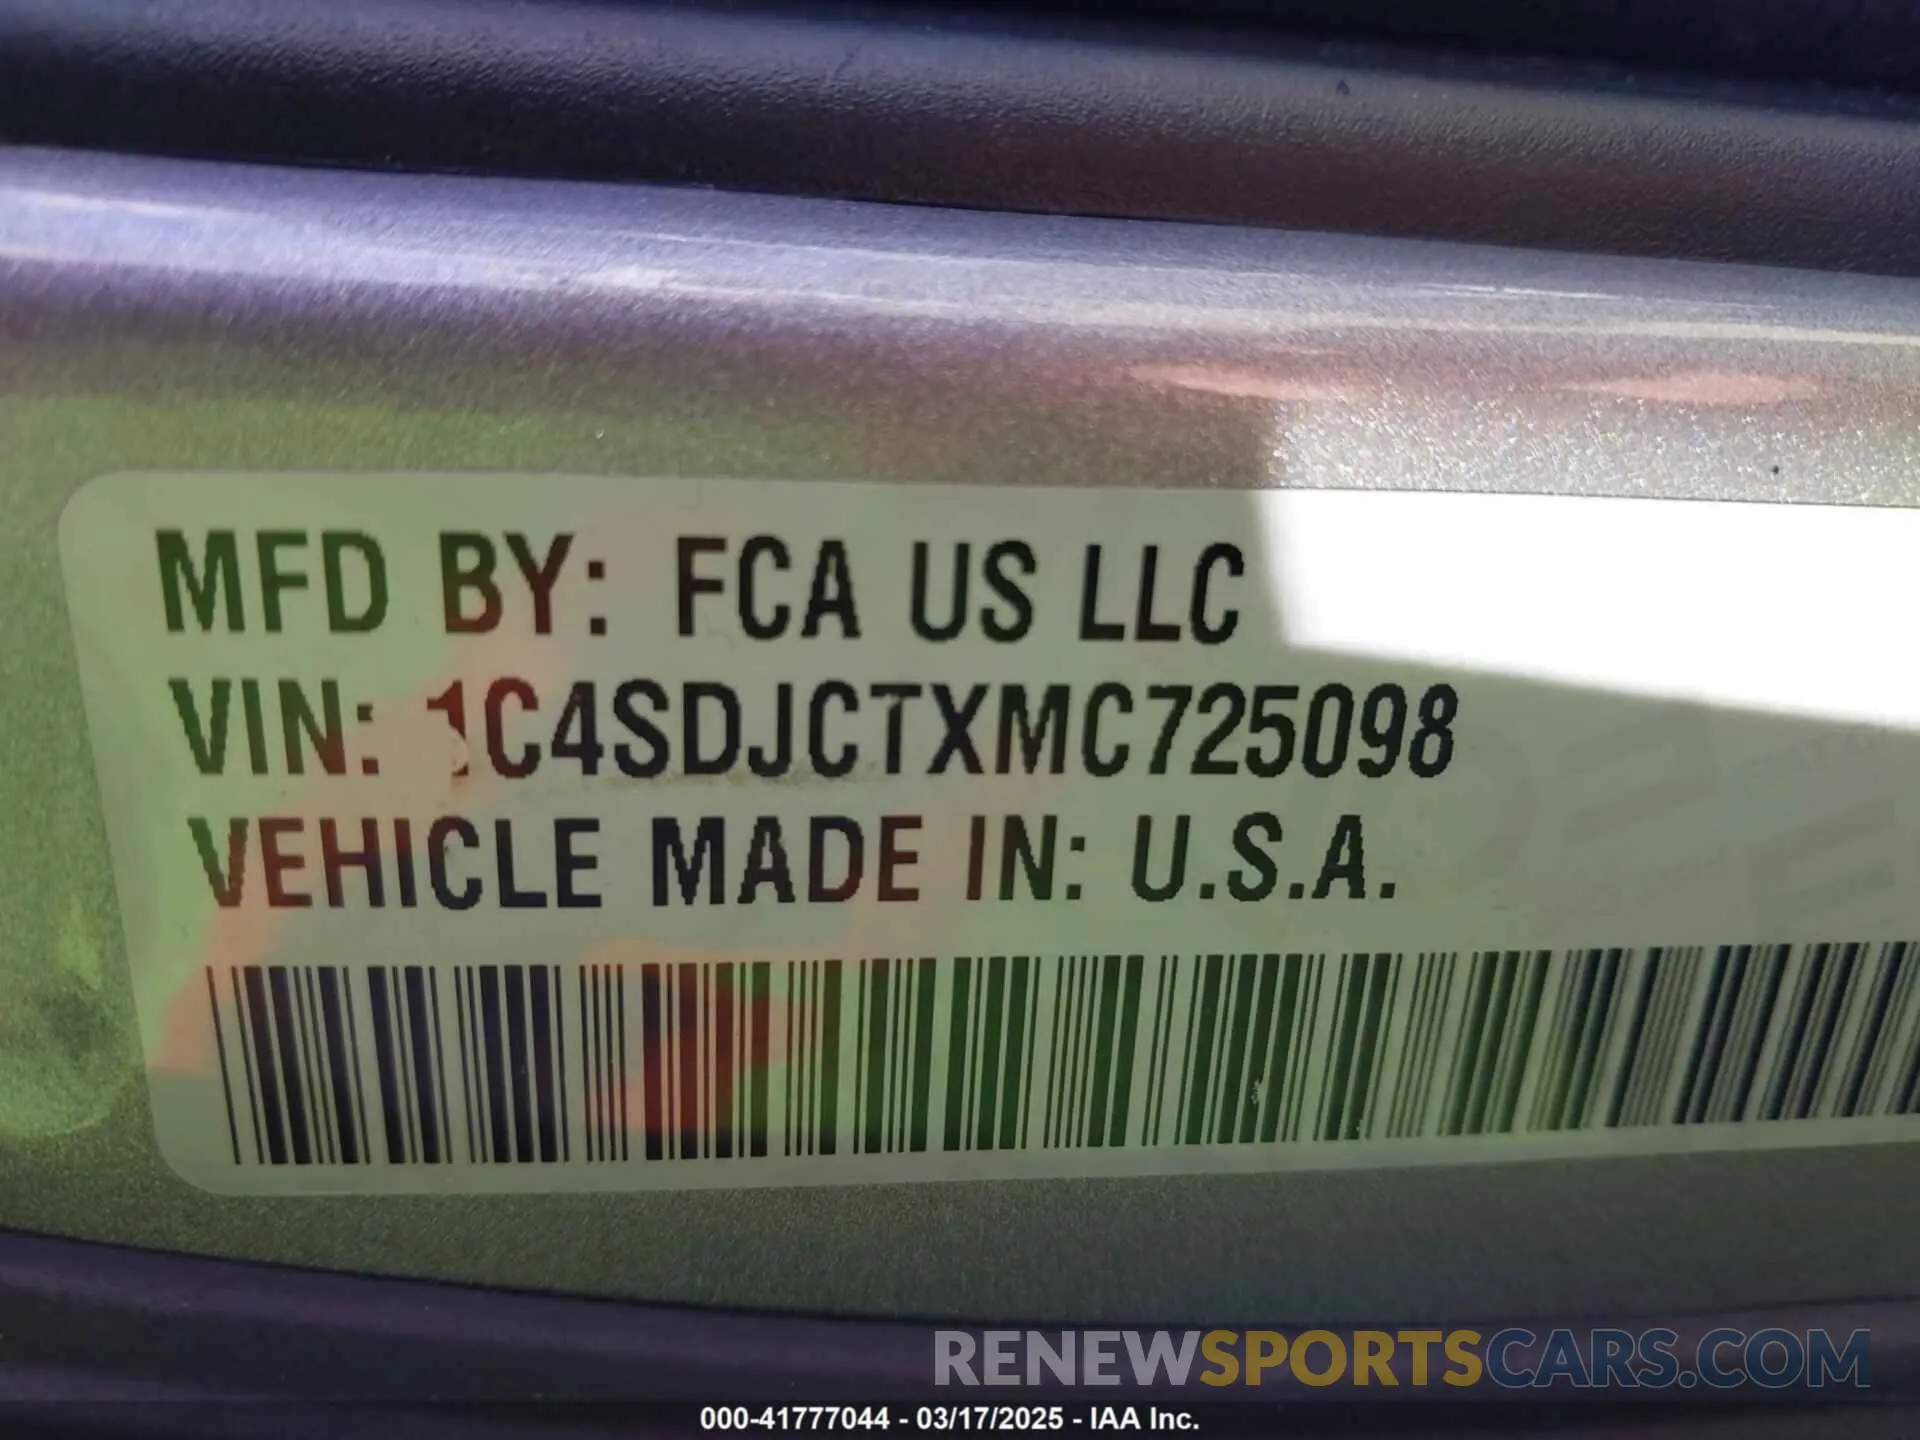 MFD BY: FCA US LLC
VIN: 1C4SDJCTXMC725098
VEHICLE MADE IN: U.S.A.
RENEWSPORTSCARS.COM
000-41777044 - 03/17/2025 - IAA Inc.